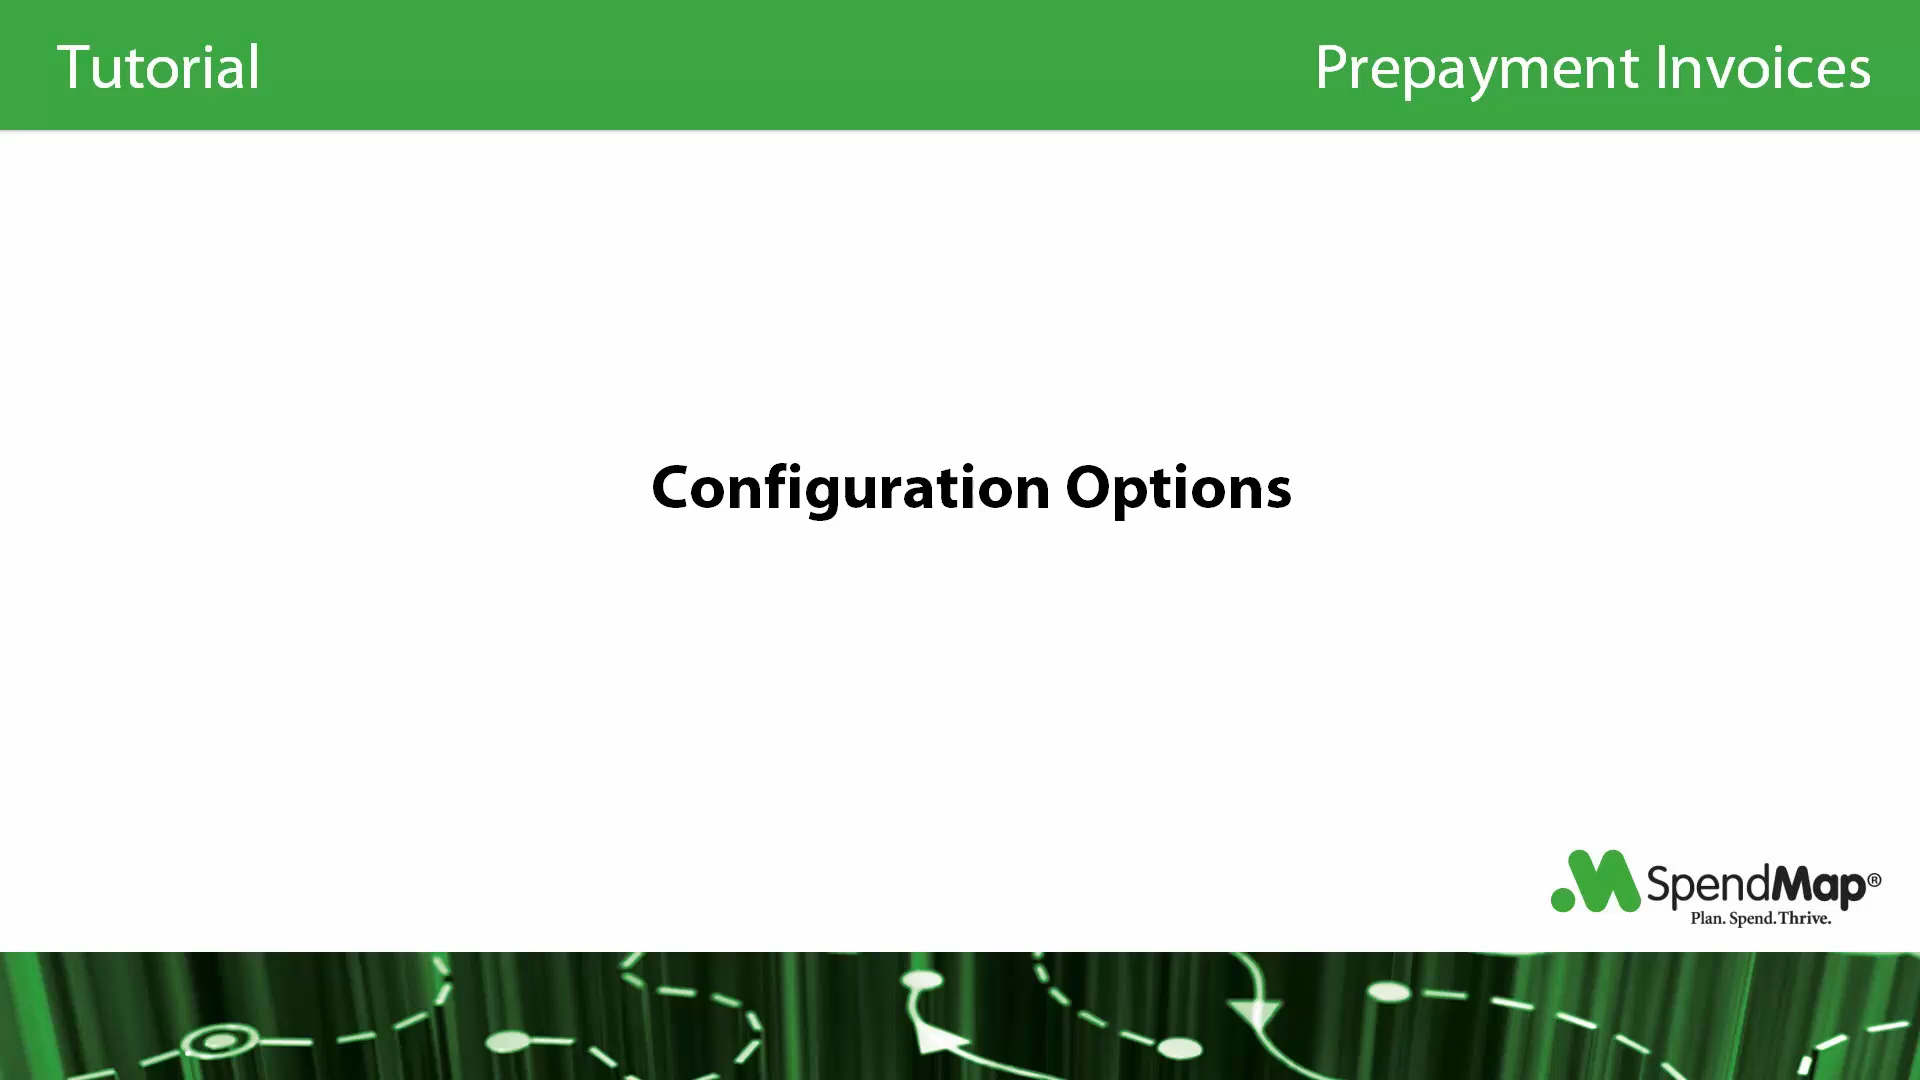 Tutorial
Prepayment Invoices
Configuration Options
SpendMap®
Plan. Spend. Thrive.